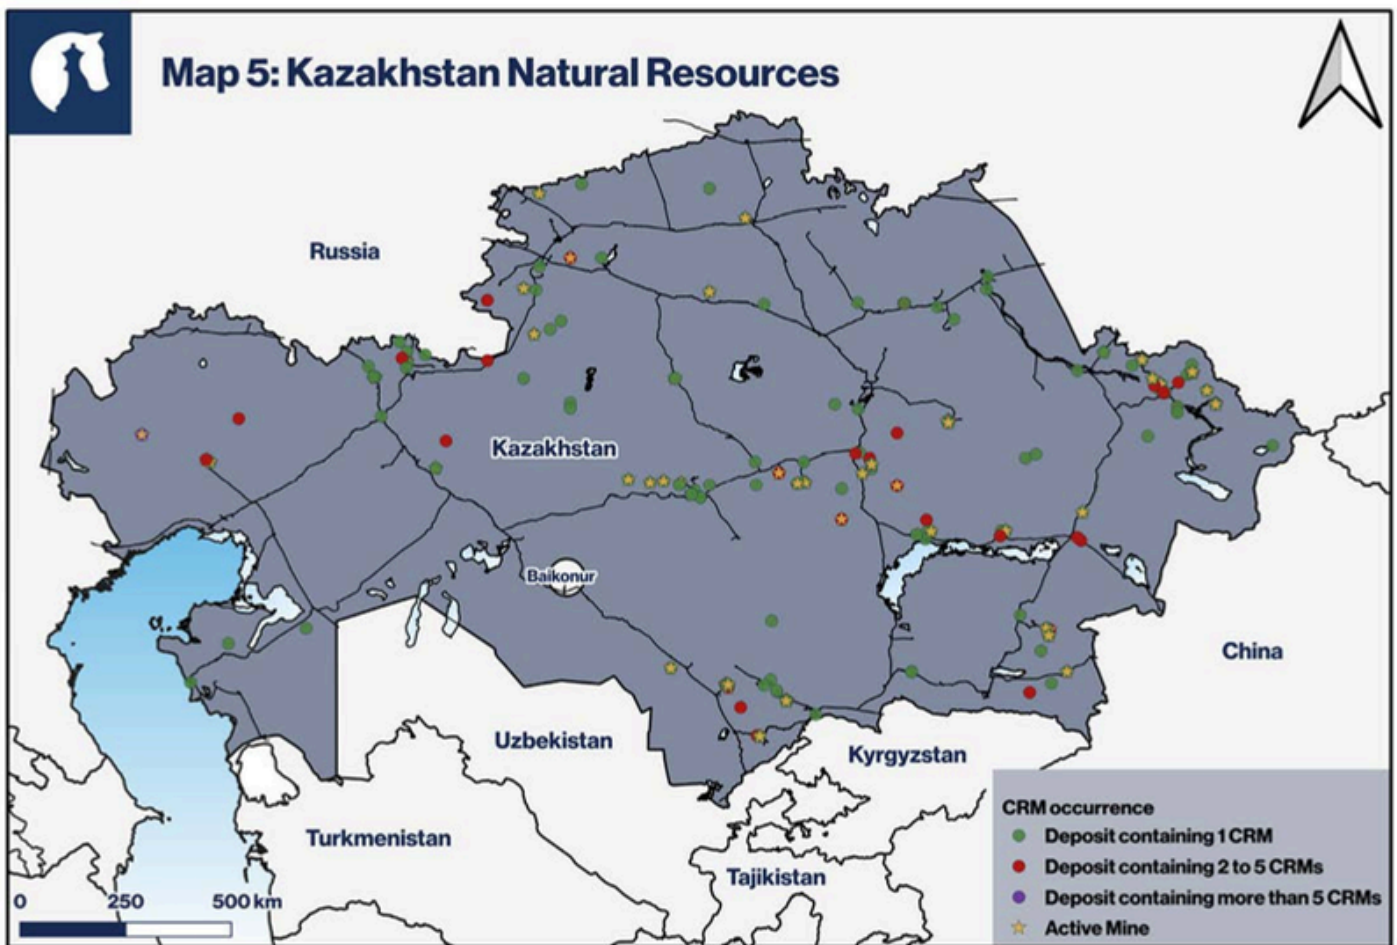 Map 5: Kazakhstan Natural Resources
Russia
Kazakhstan
Baikonur
China
Uzbekistan
Kyrgyzstan
Turkmenistan
Tajikistan
CRM occurrence
Deposit containing 1 CRM
Deposit containing 2 to 5 CRMs
Deposit containing more than 5 CRMs
Active Mine
0 250 500 km